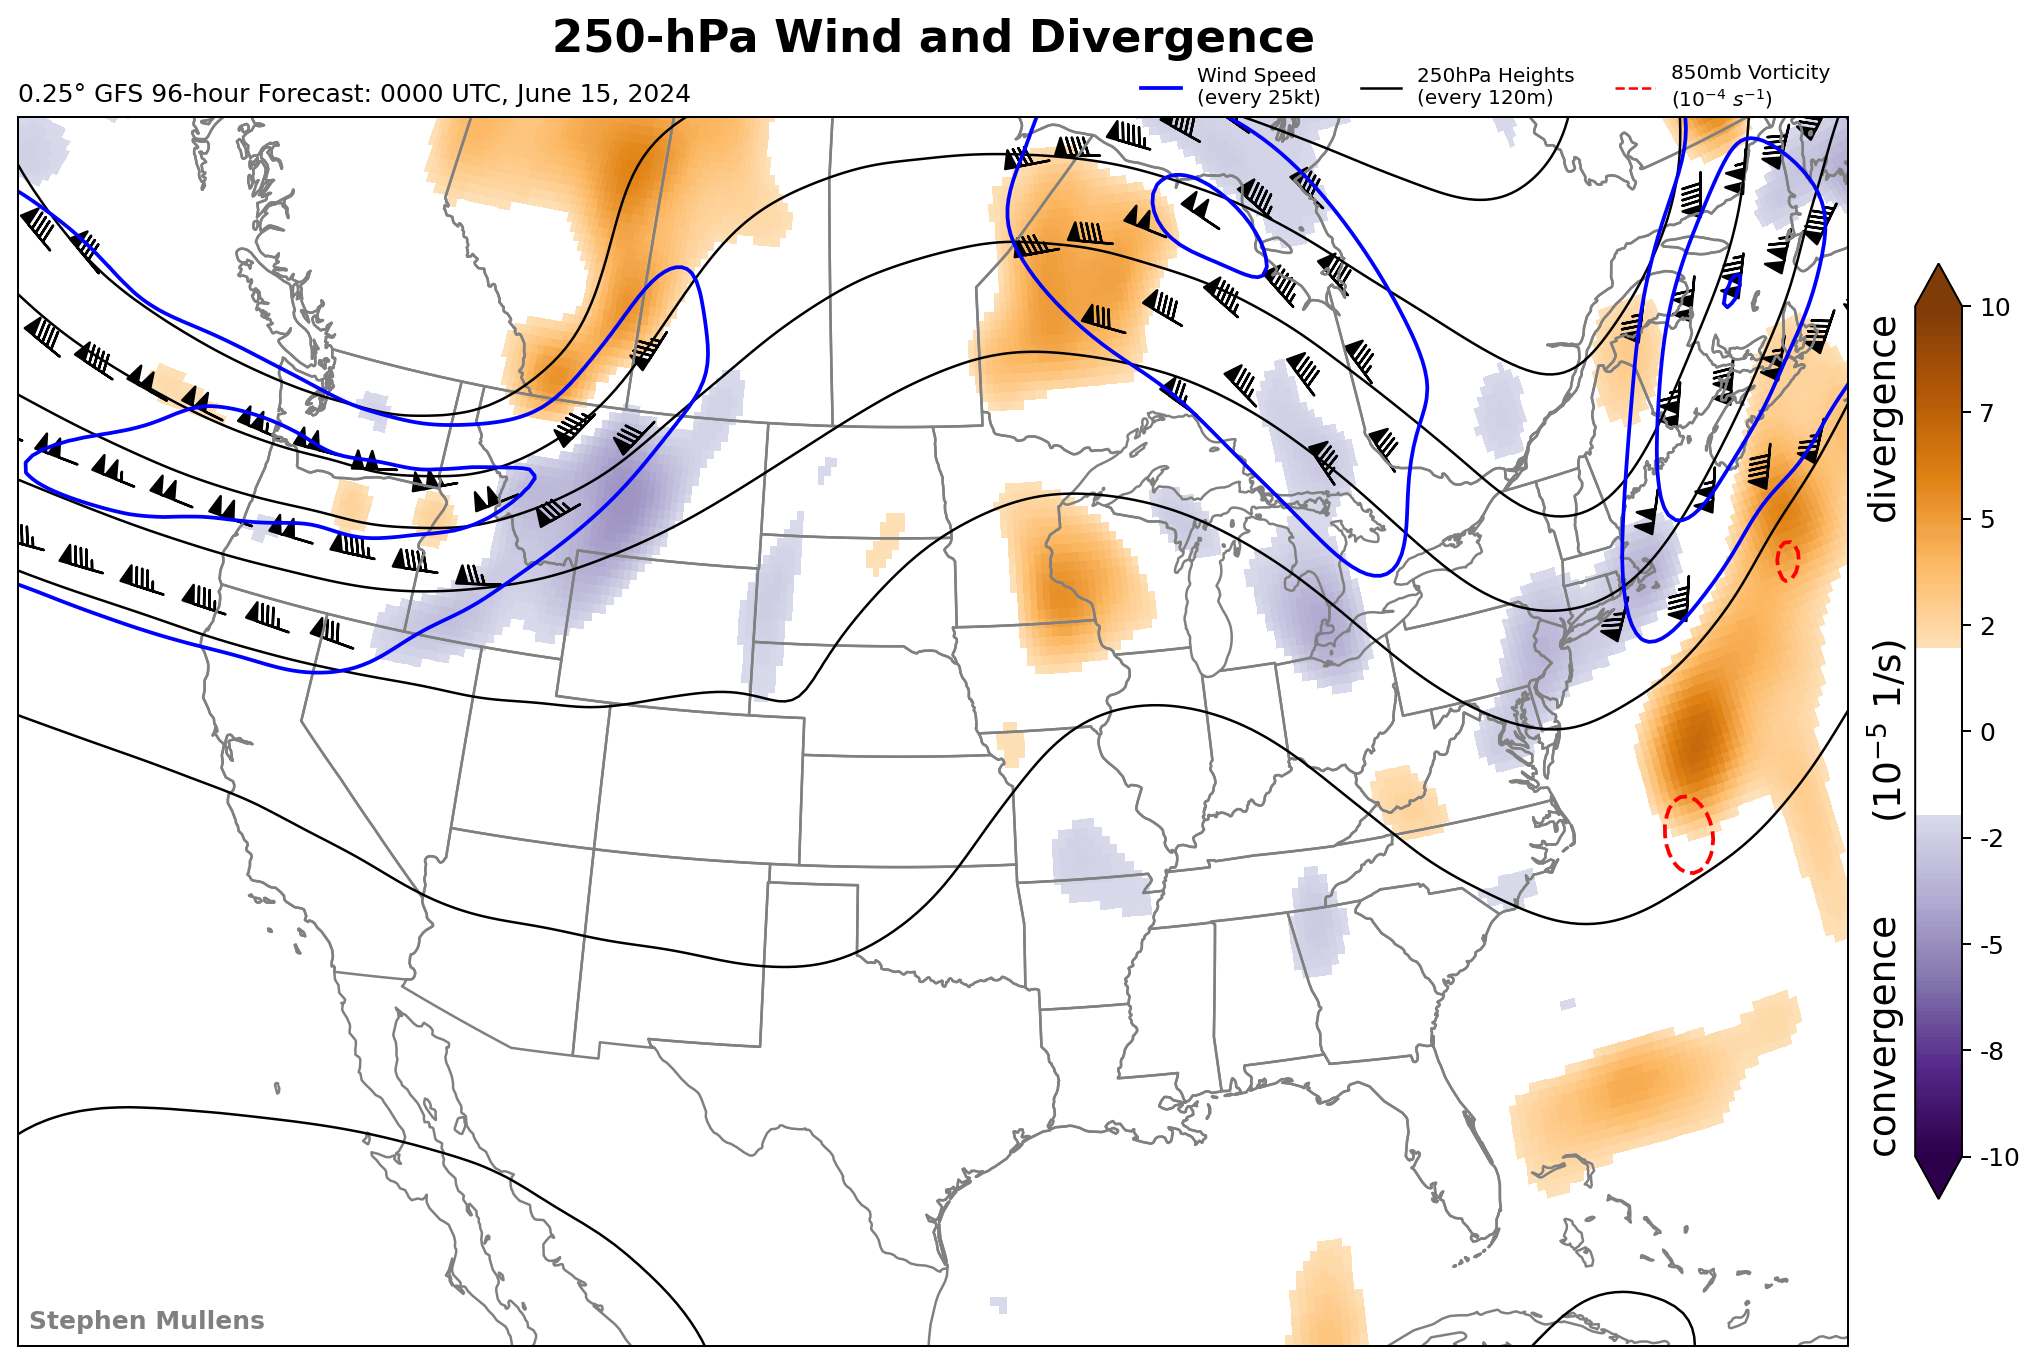 250-hPa Wind and Divergence
0.25° GFS 96-hour Forecast: 0000 UTC, June 15, 2024
Wind Speed
(every 25kt)
250hPa Heights
(every 120m)
850mb Vorticity
(10⁻⁴ s⁻¹)
10
7
5
2
0
-2
-5
-8
-10
convergence (10⁻⁵ 1/s) divergence
Stephen Mullens